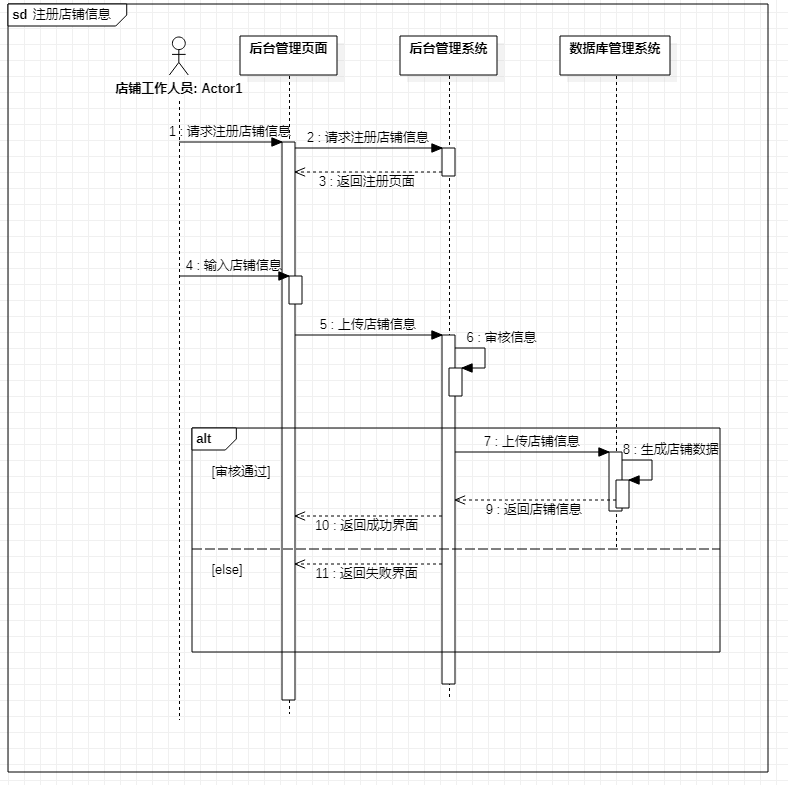 sd 注册店铺信息
后台管理页面
后台管理系统
数据库管理系统
店铺工作人员: Actor1
1 : 请求注册店铺信息
2 : 请求注册店铺信息
3 : 返回注册页面
4 : 输入店铺信息
5 : 上传店铺信息
6 : 审核信息
alt
7 : 上传店铺信息
8 : 生成店铺数据
[审核通过]
9 : 返回店铺信息
10 : 返回成功界面
[else]
11 : 返回失败界面